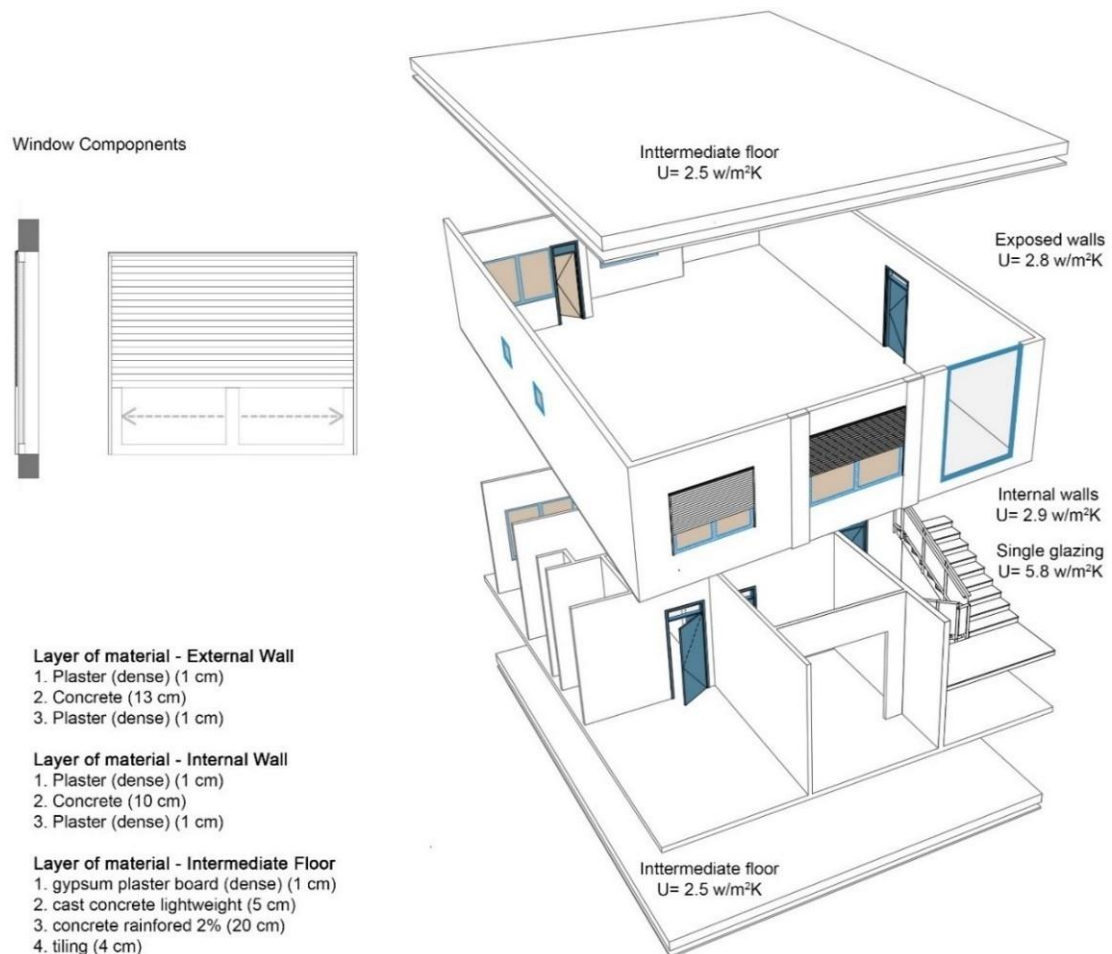 Window Compopnents
Inttermediate floor
U= 2.5 w/m²K
Exposed walls
U= 2.8 w/m²K
Internal walls
U= 2.9 w/m²K
Single glazing
U= 5.8 w/m²K
Layer of material - External Wall
1. Plaster (dense) (1 cm)
2. Concrete (13 cm)
3. Plaster (dense) (1 cm)
Layer of material - Internal Wall
1. Plaster (dense) (1 cm)
2. Concrete (10 cm)
3. Plaster (dense) (1 cm)
Layer of material - Intermediate Floor
1. gypsum plaster board (dense) (1 cm)
2. cast concrete lightweight (5 cm)
3. concrete rainfored 2% (20 cm)
4. tiling (4 cm)
Inttermediate floor
U= 2.5 w/m²K